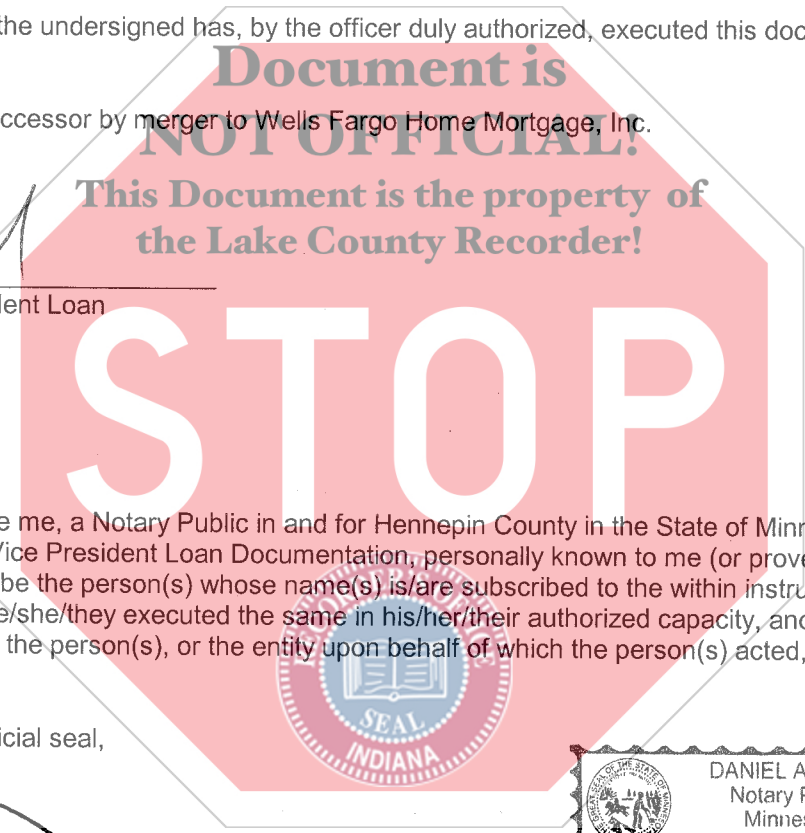 the undersigned has, by the officer duly authorized, executed this doc
Document is
ccessor by merger to Wells Fargo Home Mortgage, Inc.
NOT OFFICIAL!
This Document is the property of
the Lake County Recorder!
dent Loan
STOP
e me, a Notary Public in and for Hennepin County in the State of Minn
Vice President Loan Documentation, personally known to me (or prove
be the person(s) whose name(s) is/are subscribed to the within instru
e/she/they executed the same in his/her/their authorized capacity, and
the person(s), or the entity upon behalf of which the person(s) acted,
SEAL
INDIANA
icial seal,
DANIEL A
Notary P
Minnes